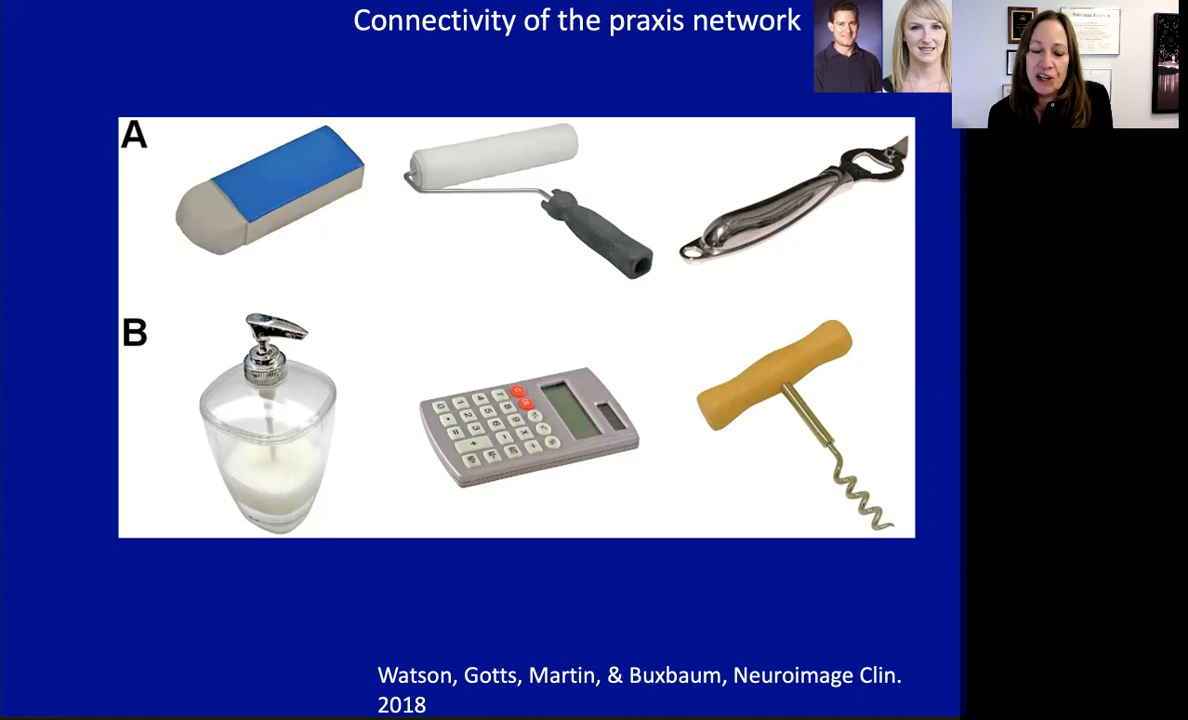 Connectivity of the praxis network
A
B
Watson, Gotts, Martin, & Buxbaum, Neuroimage Clin.
2018